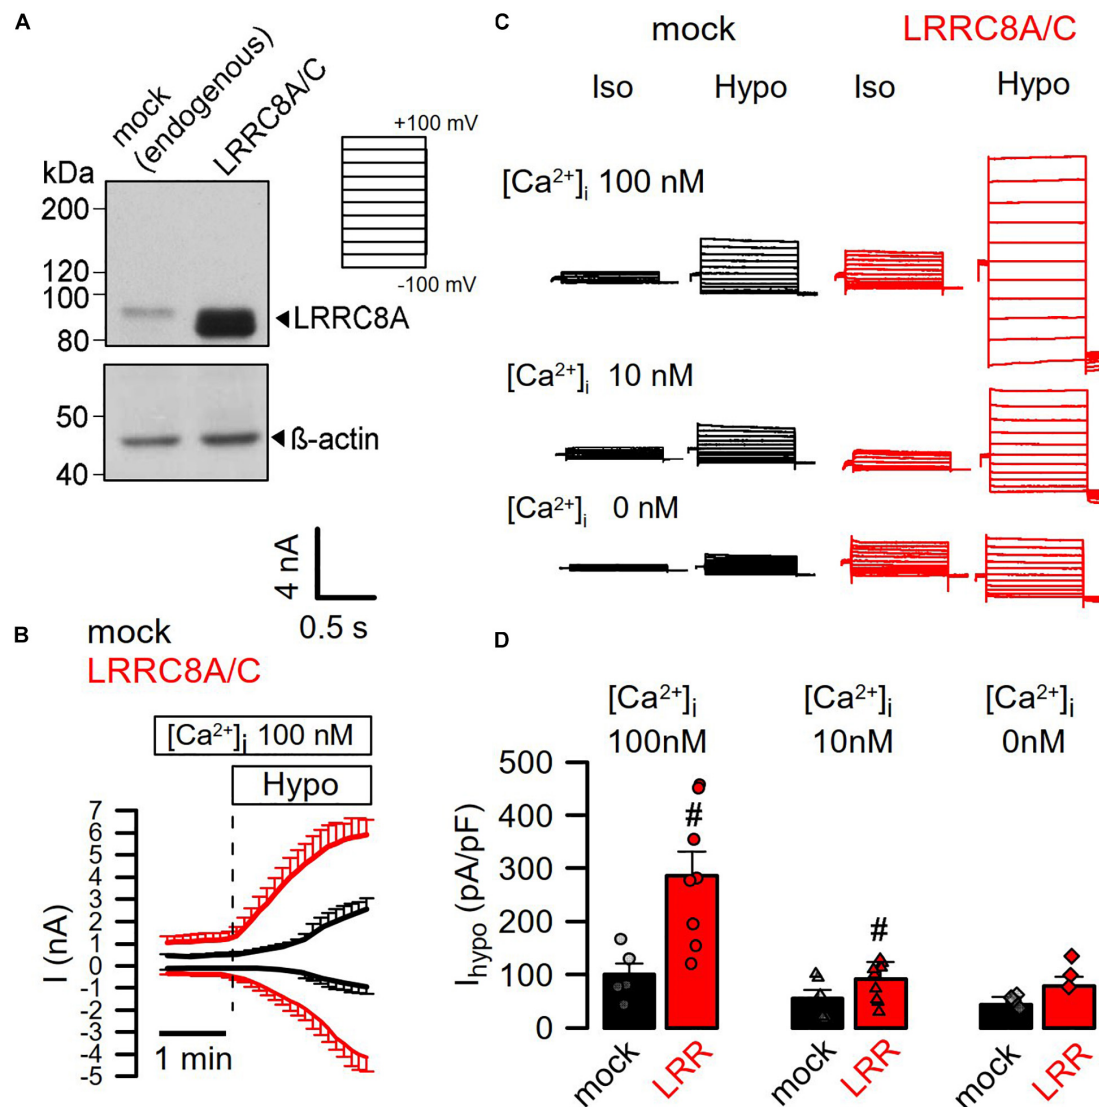 A
mock
(endogenous)
LRRC8A/C
kDa
200
120
100
80
LRRC8A
50
ß-actin
40
+100 mV
-100 mV
4 nA
0.5 s
B
mock
LRRC8A/C
[Ca²⁺]i 100 nM
Hypo
I (nA)
7
6
5
4
3
2
1
0
-1
-2
-3
-4
-5
1 min
C
mock LRRC8A/C
Iso Hypo Iso Hypo
[Ca²⁺]i 100 nM
[Ca²⁺]i 10 nM
[Ca²⁺]i 0 nM
D
[Ca²⁺]i [Ca²⁺]i [Ca²⁺]i
100nM 10nM 0nM
Ihypo (pA/pF)
500
400
300
200
100
0
# #
mock LRR mock LRR mock LRR